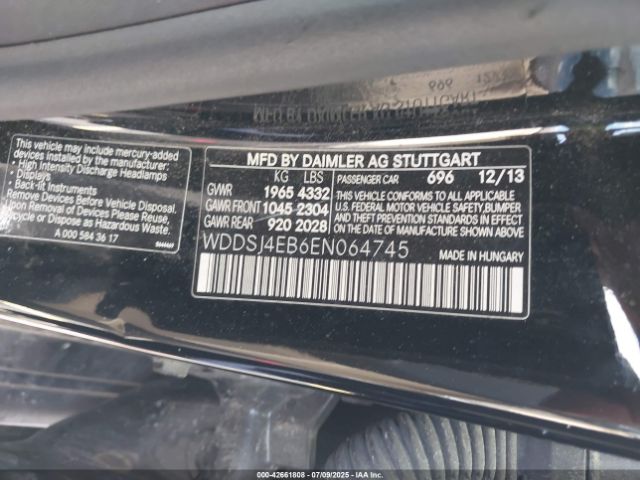 This vehicle may include mercury-added
devices installed by the manufacturer:
- High Intensity Discharge Headlamps
- Displays
- Back-lit Instruments
Remove Devices Before Vehicle Disposal.
Upon Removal of Devices Please Reuse,
Recycle or Dispose as Hazardous Waste.
A 000 584 36 17
MFD BY DAIMLER AG STUTTGART
KG LBS
GVWR 1965 4332
GAWR FRONT 1045 2304
GAWR REAR 920 2028
PASSENGER CAR 696 12/13
THIS VEHICLE CONFORMS TO ALL
APPLICABLE U.S. FEDERAL
MOTOR VEHICLE SAFETY,BUMPER
AND THEFT PREVENTION
STANDARDS IN EFFECT ON THE
DATE OF MANUFACTURE SHOWN
ABOVE.
WDDSJ4EB6EN064745
MADE IN HUNGARY
000-42661808 07/09/2025 IAAI.COM